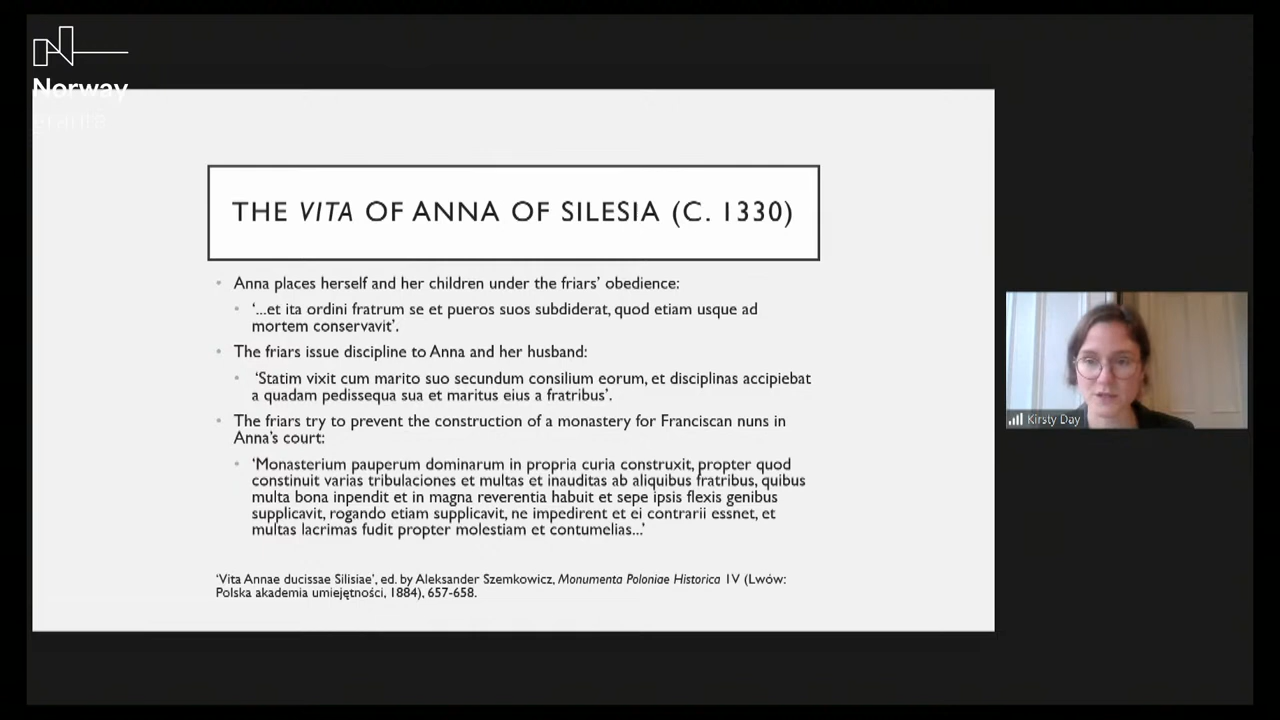 Norway
THE VITA OF ANNA OF SILESIA (C. 1330)
Anna places herself and her children under the friars' obedience:
'...et ita ordini fratrum se et pueros suos subdiderat, quod etiam usque ad
mortem conservavit'.
The friars issue discipline to Anna and her husband:
'Statim vixit cum marito suo secundum consilium eorum, et disciplinas accipiebat
a quadam pedissequa sua et maritus eius a fratribus'.
The friars try to prevent the construction of a monastery for Franciscan nuns in
Anna's court:
'Monasterium pauperum dominarum in propria curia construxit, propter quod
constinuit varias tribulaciones et multas et inauditas ab aliquibus fratribus, quibus
multa bona inpendit et in magna reverentia habuit et sepe ipsis flexis genibus
supplicavit, rogando etiam supplicavit, ne impedirent et ei contrarii essnet, et
multas lacrimas fudit propter molestiam et contumelias...'
'Vita Annae ducissae Silisiae', ed. by Aleksander Szemkowicz, Monumenta Poloniae Historica 1V (Lwów:
Polska akademia umiejętności, 1884), 657-658.
Kirsty Day